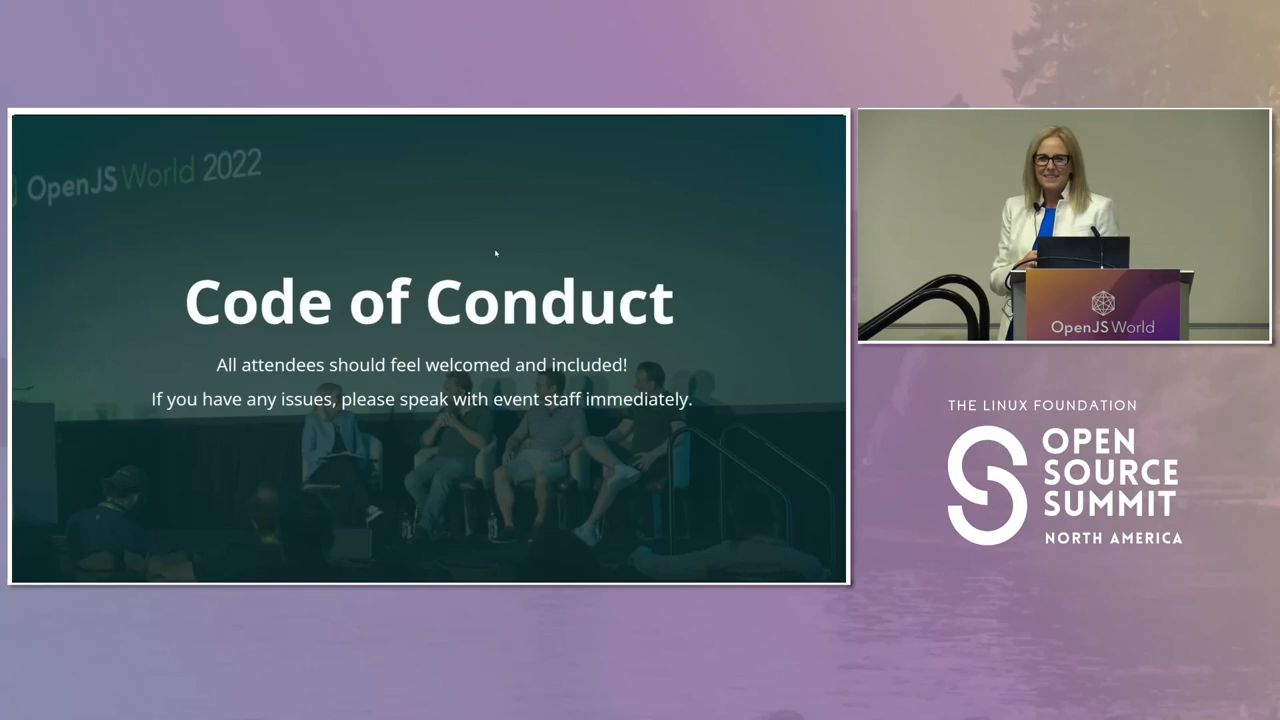 OpenJS World 2022
Code of Conduct
All attendees should feel welcomed and included!
If you have any issues, please speak with event staff immediately.
OpenJS World
THE LINUX FOUNDATION
OPEN
SOURCE
SUMMIT
NORTH AMERICA